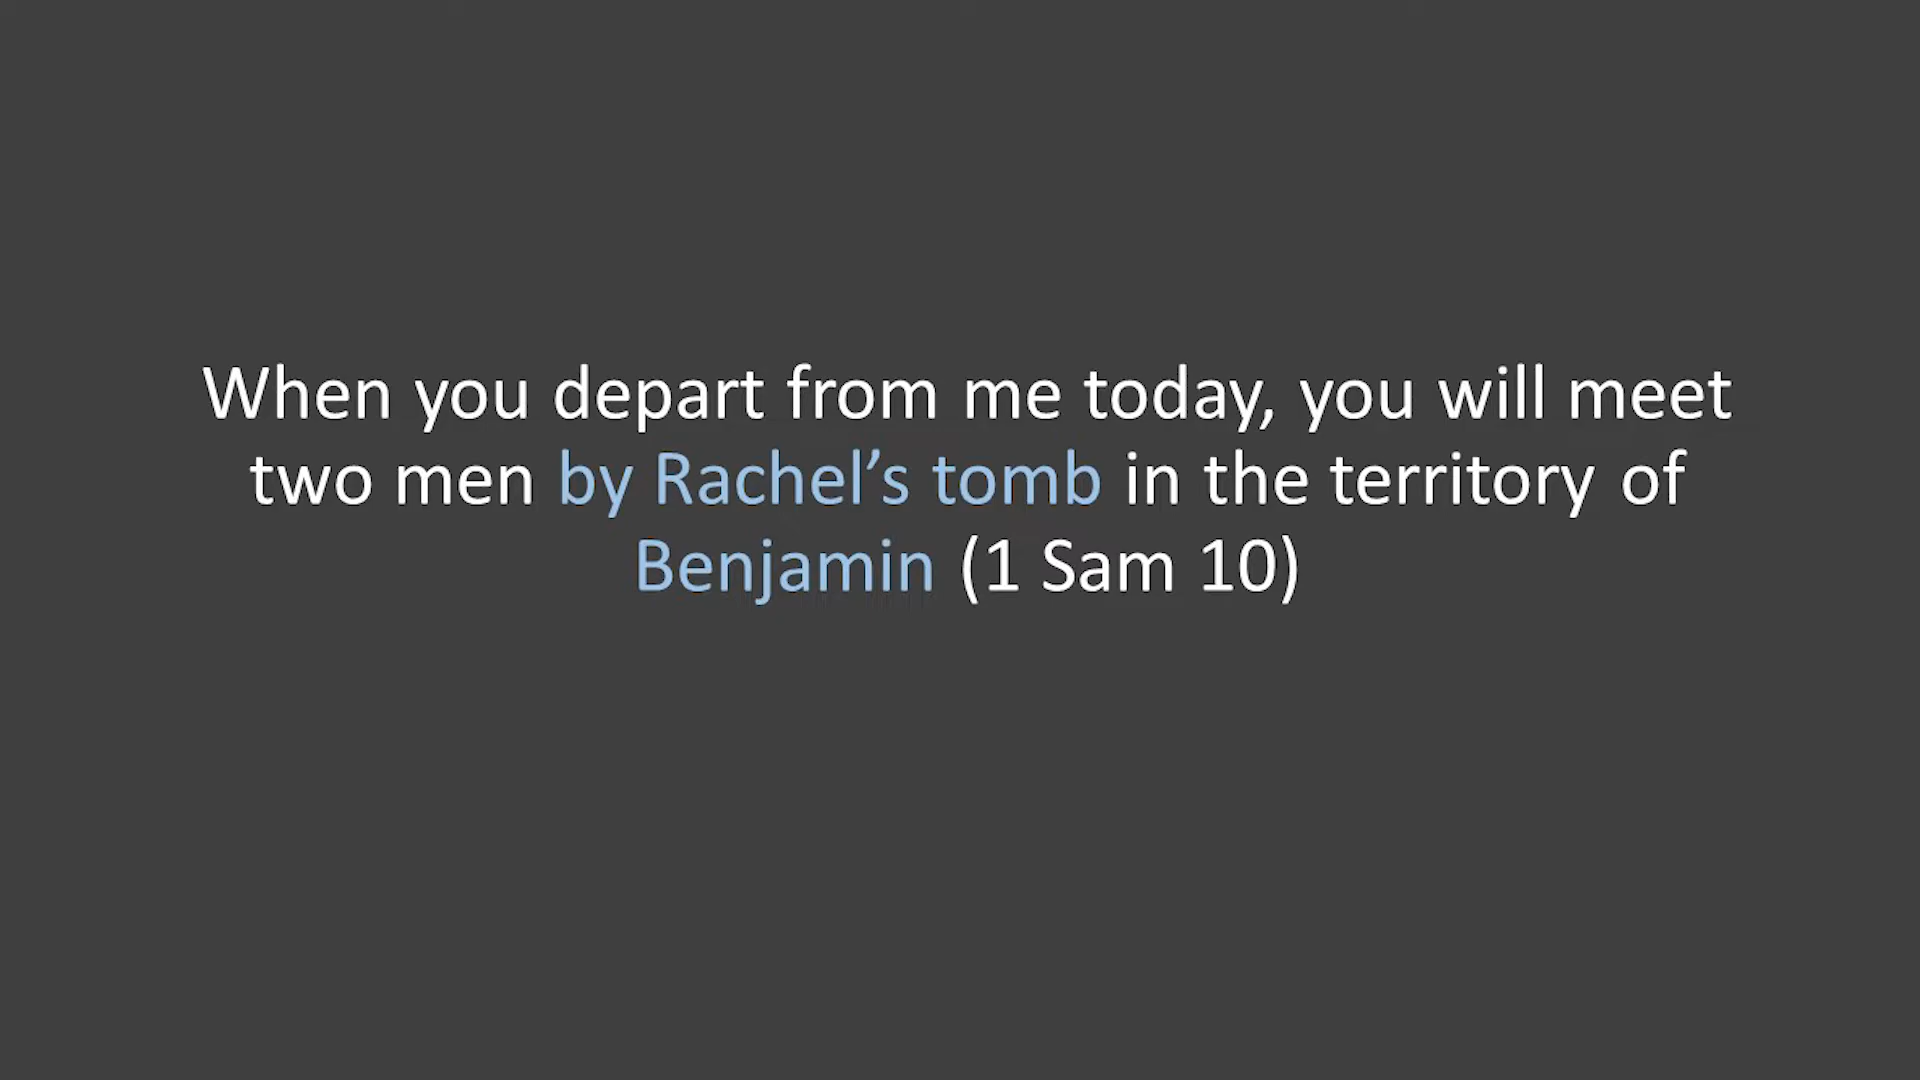 When you depart from me today, you will meet
two men by Rachel’s tomb in the territory of
Benjamin (1 Sam 10)